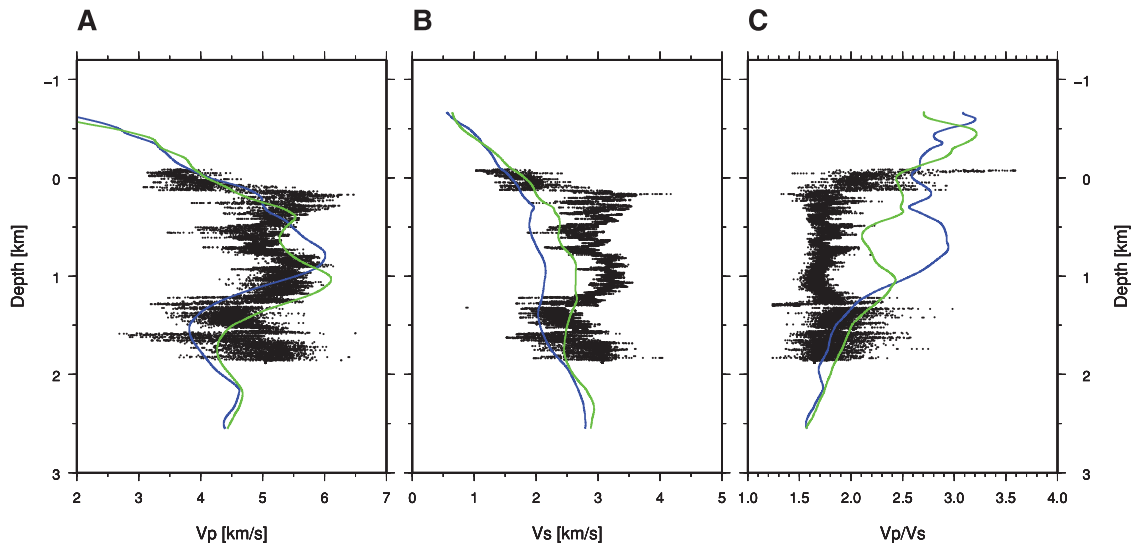 A B C
−1 −1
0 0
1 1
2 2
3 3
Depth [km] Depth [km]
2 3 4 5 6 7 0 1 2 3 4 5 1.0 1.5 2.0 2.5 3.0 3.5 4.0
Vp [km/s] Vs [km/s] Vp/Vs